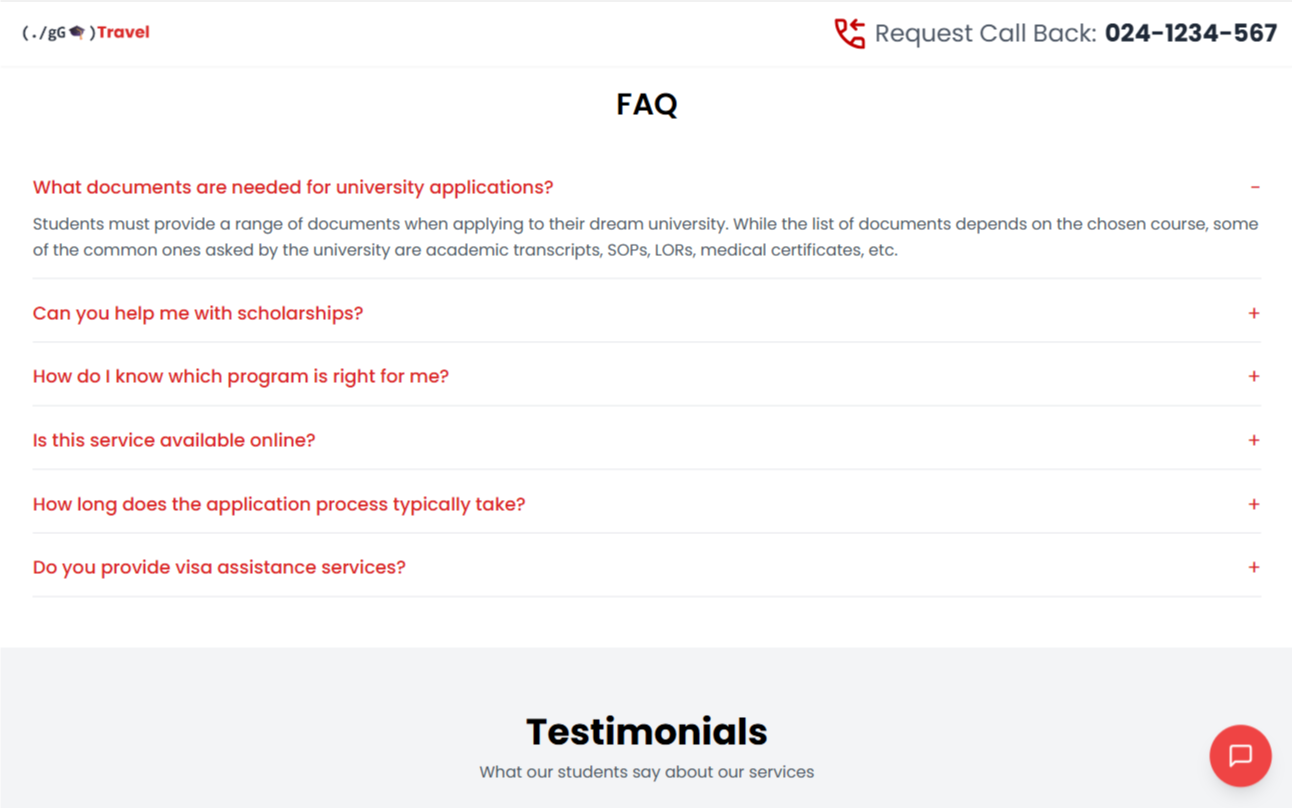 (./gG🎓)Travel
Request Call Back: 024-1234-567
FAQ
What documents are needed for university applications? −
Students must provide a range of documents when applying to their dream university. While the list of documents depends on the chosen course, some
of the common ones asked by the university are academic transcripts, SOPs, LORs, medical certificates, etc.
Can you help me with scholarships? +
How do I know which program is right for me? +
Is this service available online? +
How long does the application process typically take? +
Do you provide visa assistance services? +
Testimonials
What our students say about our services